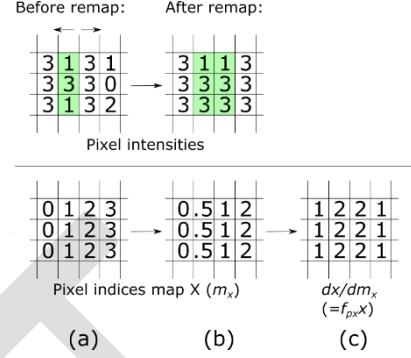 Before remap: After remap:
3 1 3 1 3 1 1 3
3 3 3 0 3 3 3 3
3 1 3 2 3 3 3 3
Pixel intensities
0 1 2 3 0.5 1 2 1 2 2 1
0 1 2 3 0.5 1 2 1 2 2 1
0 1 2 3 0.5 1 2 1 2 2 1
Pixel indices map X (mₓ) dx/dmₓ
(=fₚₓx)
(a) (b) (c)